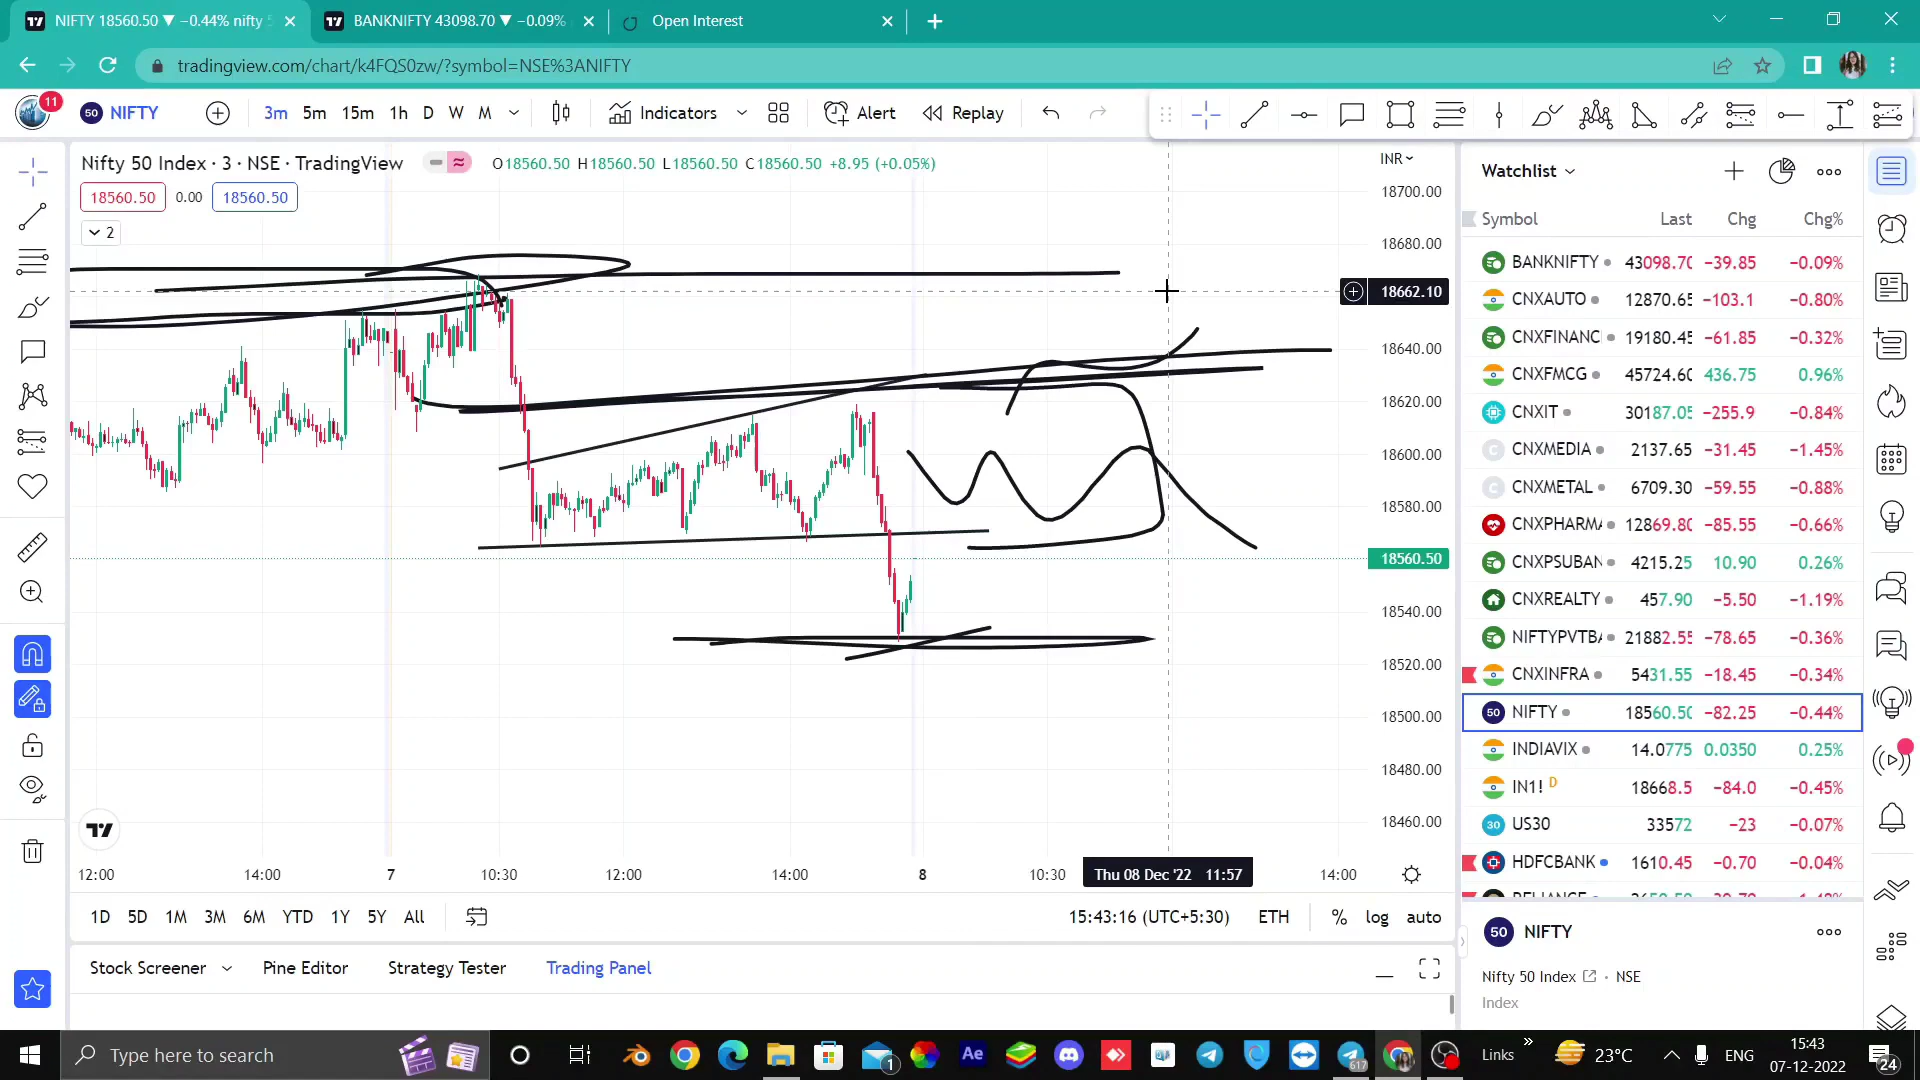 NIFTY 18560.50 ▼ −0.44% nifty
BANKNIFTY 43098.70 ▼ −0.09%
Open Interest
tradingview.com/chart/k4FQS0zw/?symbol=NSE%3ANIFTY
11
50 NIFTY
3m 5m 15m 1h D W M
Indicators
Alert
Replay
Nifty 50 Index · 3 · NSE · TradingView
O18560.50 H18560.50 L18560.50 C18560.50 +8.95 (+0.05%)
18560.50 0.00 18560.50
2
INR
18700.00
18680.00
18662.10
18640.00
18620.00
18600.00
18580.00
18560.50
18540.00
18520.00
18500.00
18480.00
18460.00
12:00 14:00 7 10:30 12:00 14:00 8 10:30 Thu 08 Dec '22 11:57 14:00
1D 5D 1M 3M 6M YTD 1Y 5Y All
15:43:16 (UTC+5:30) ETH % log auto
Stock Screener Pine Editor Strategy Tester Trading Panel
Watchlist
Symbol Last Chg Chg%
BANKNIFTY 43098.70 −39.85 −0.09%
CNXAUTO 12870.65 −103.1 −0.80%
CNXFINANC 19180.45 −61.85 −0.32%
CNXFMCG 45724.60 436.75 0.96%
CNXIT 30187.05 −255.9 −0.84%
C CNXMEDIA 2137.65 −31.45 −1.45%
C CNXMETAL 6709.30 −59.55 −0.88%
CNXPHARMA 12869.80 −85.55 −0.66%
CNXPSUBAN 4215.25 10.90 0.26%
CNXREALTY 457.90 −5.50 −1.19%
NIFTYPVTBA 21882.55 −78.65 −0.36%
CNXINFRA 5431.55 −18.45 −0.34%
50 NIFTY 18560.50 −82.25 −0.44%
INDIAVIX 14.0775 0.0350 0.25%
IN1! D 18668.5 −84.0 −0.45%
30 US30 33572 −23 −0.07%
HDFCBANK 1610.45 −0.70 −0.04%
50 NIFTY
Nifty 50 Index · NSE
Index
Type here to search
Ae
1
617
Links
23°C
ENG
15:43
07-12-2022
24